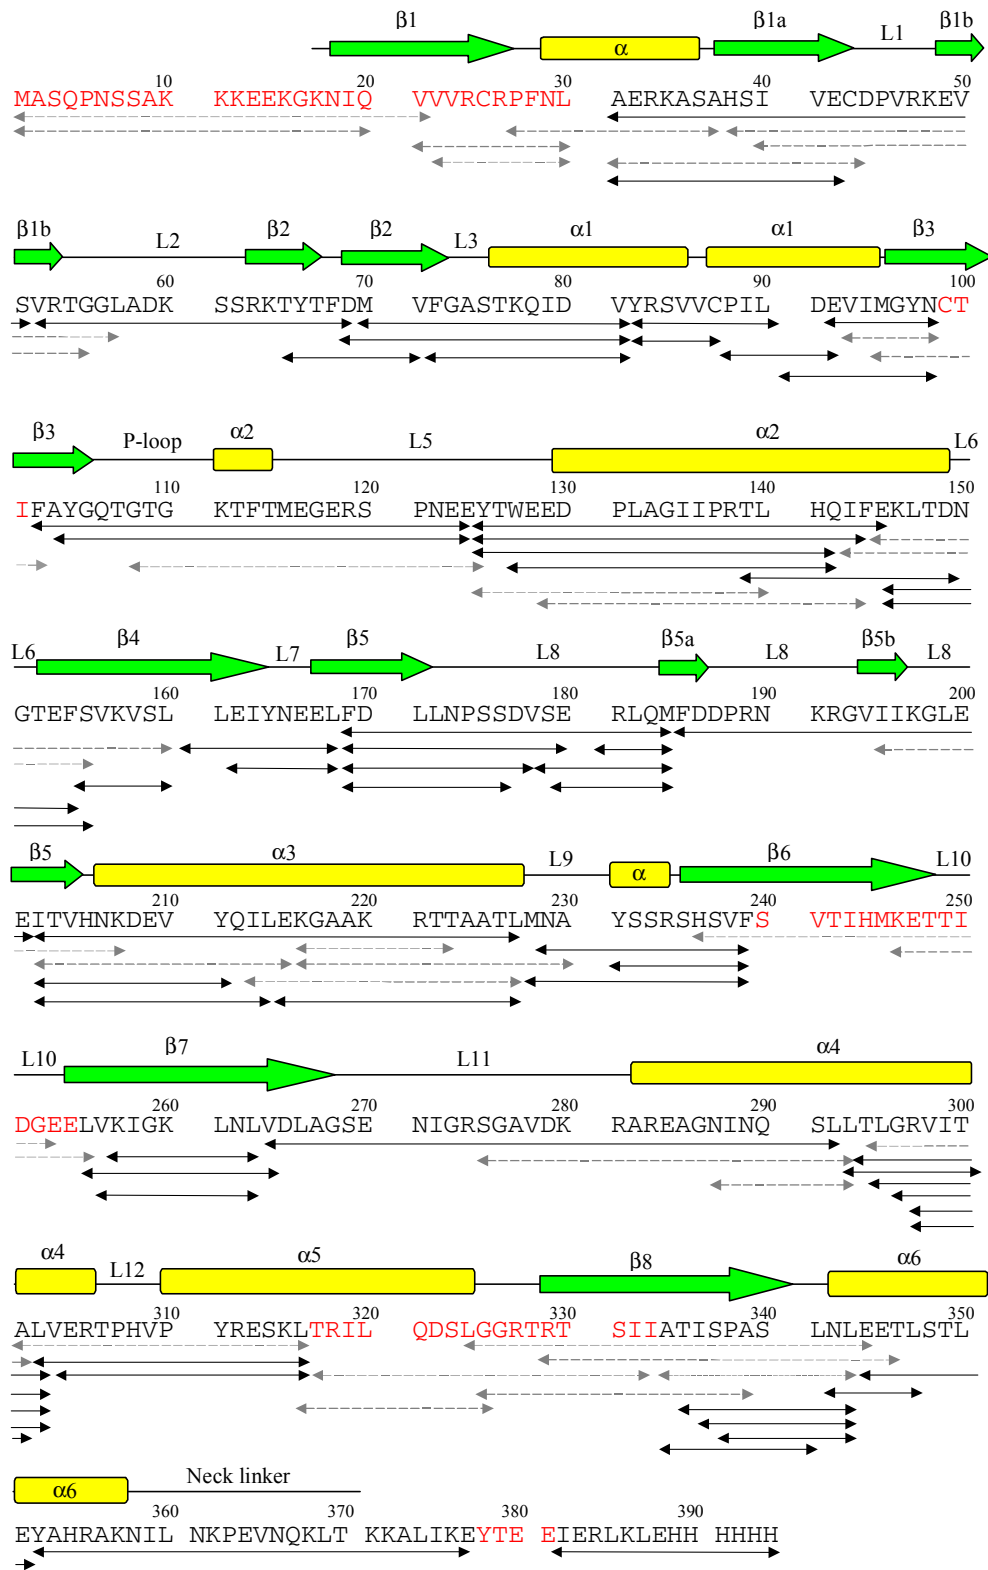 β1 α β1a L1 β1b
10 20 30 40 50
MASQPNSSAK KKEEKGKNIQ VVVRCRPFNL AERKASAHSI VECDPVRKEV
β1b L2 β2 β2 L3 α1 α1 β3
60 70 80 90 100
SVRTGGLADK SSRKTYTFDM VFGASTKQID VYRSVVCPIL DEVIMGYNCT
β3 P-loop α2 L5 α2 L6
110 120 130 140 150
IFAYGQTGTG KTFTMEGERS PNEEYTWEED PLAGIIPRTL HQIFEKLTDN
L6 β4 L7 β5 L8 β5a L8 β5b L8
160 170 180 190 200
GTEFSVKVSL LEIYNEELFD LLNPSSDVSE RLQMFDDPRN KRGVIIKGLE
β5 α3 L9 α β6 L10
210 220 230 240 250
EITVHNKDEV YQILEKGAAK RTTAATLMNA YSSRSHSVFS VTIHMKETTI
L10 β7 L11 α4
260 270 280 290 300
DGEELVKIGK LNLVDLAGSE NIGRSGAVDK RAREAGNINQ SLLTLGRVIT
α4 L12 α5 β8 α6
310 320 330 340 350
ALVERTPHVP YRESKLTRIL QDSLGGRTRT SIIATISPAS LNLEETLSTL
α6 Neck linker
360 370 380 390
EYAHRAKNIL NKPEVNQKLT KKALIKEYTE EIERLKLEHH HHHH